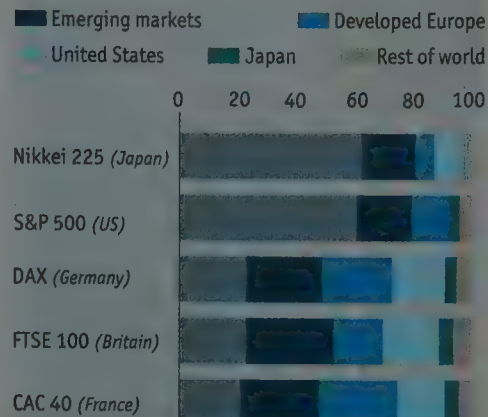 Emerging markets
Developed Europe
United States
Japan
Rest of world
0 20 40 60 80 100
Nikkei 225 (Japan)
S&P 500 (US)
DAX (Germany)
FTSE 100 (Britain)
CAC 40 (France)